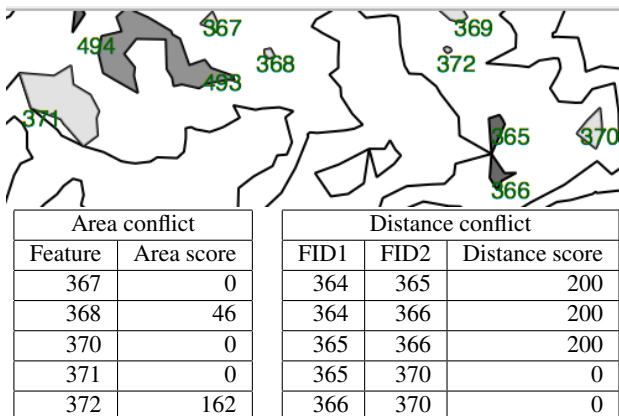 367
369
494
368
372
493
371
365
370
366
Area conflict
Feature Area score
367 0
368 46
370 0
371 0
372 162
Distance conflict
FID1 FID2 Distance score
364 365 200
364 366 200
365 366 200
365 370 0
366 370 0